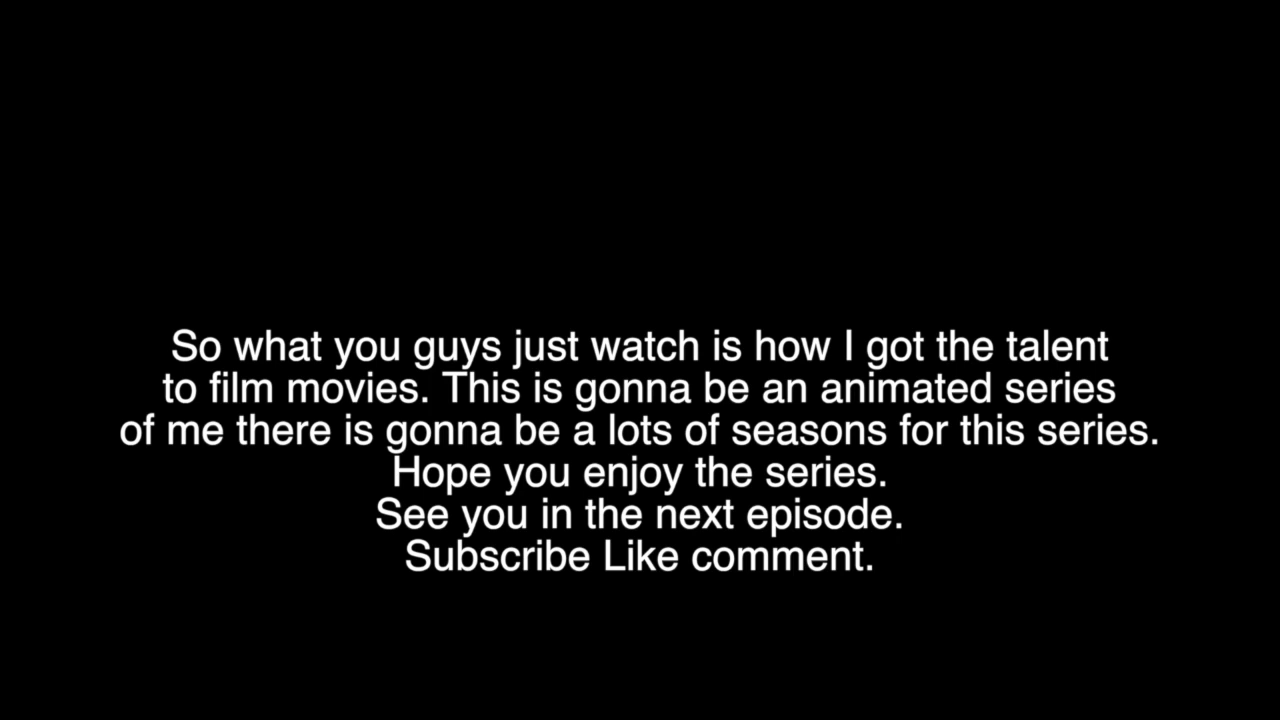 So what you guys just watch is how I got the talent
to film movies. This is gonna be an animated series
of me there is gonna be a lots of seasons for this series.
Hope you enjoy the series.
See you in the next episode.
Subscribe Like comment.